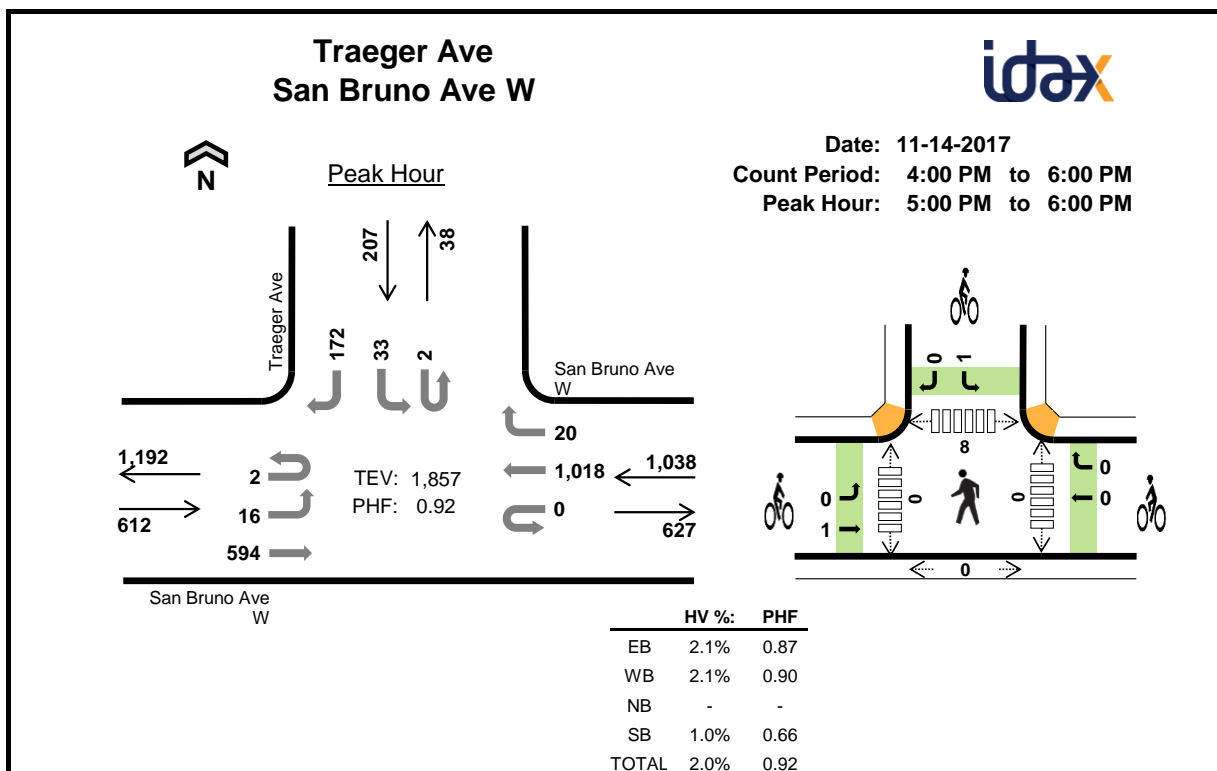 Traeger Ave
San Bruno Ave W
idax
N
Peak Hour
Date: 11-14-2017
Count Period: 4:00 PM to 6:00 PM
Peak Hour: 5:00 PM to 6:00 PM
207
38
Traeger Ave
172
33
2
San Bruno Ave
W
20
1,192
2
TEV: 1,857
1,018
1,038
612
16
PHF: 0.92
0
627
594
San Bruno Ave
W
0
1
8
0
0
0
0
0
1
0
HV %: PHF
EB 2.1% 0.87
WB 2.1% 0.90
NB - -
SB 1.0% 0.66
TOTAL 2.0% 0.92